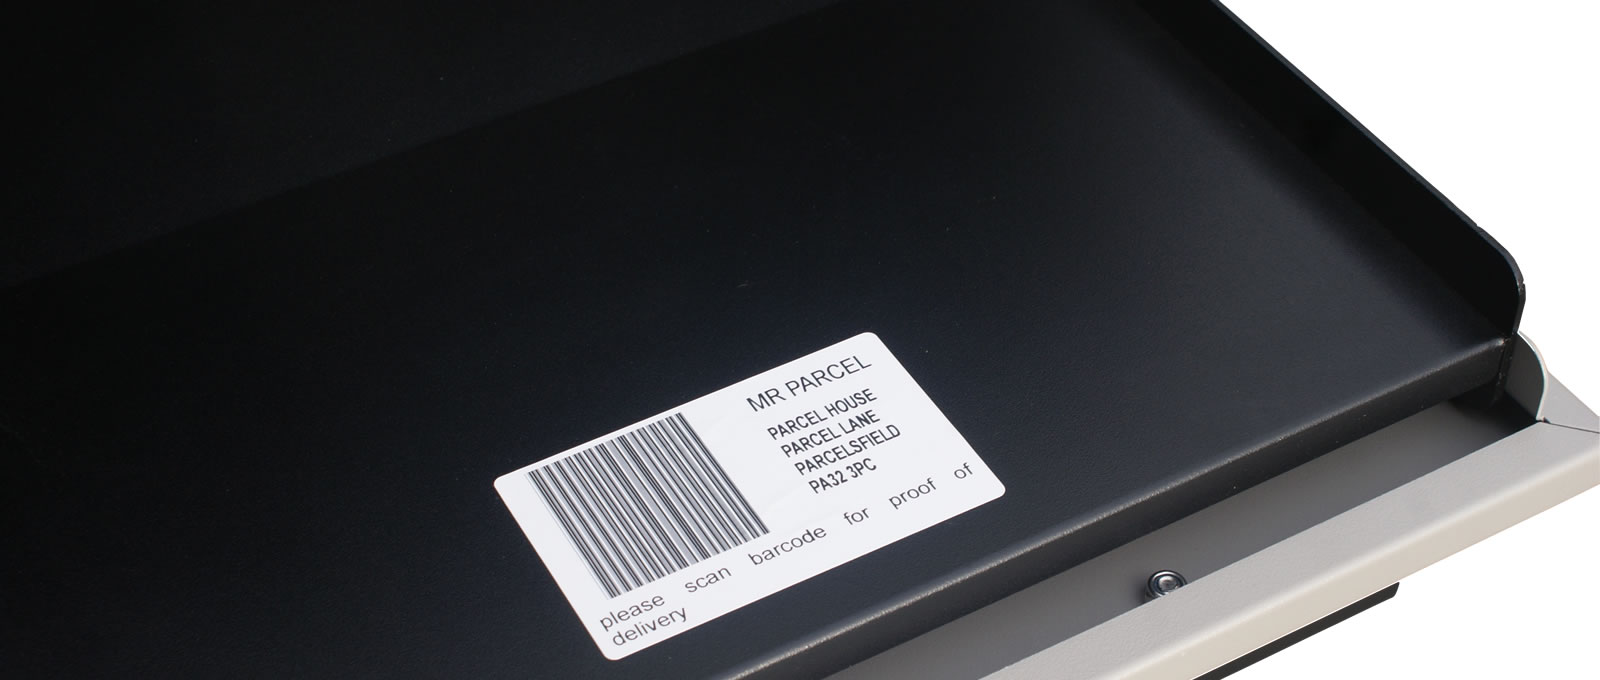 MR PARCEL
PARCEL HOUSE
PARCEL LANE
PARCELSFIELD
PA32 3PC
please scan barcode for proof of
delivery